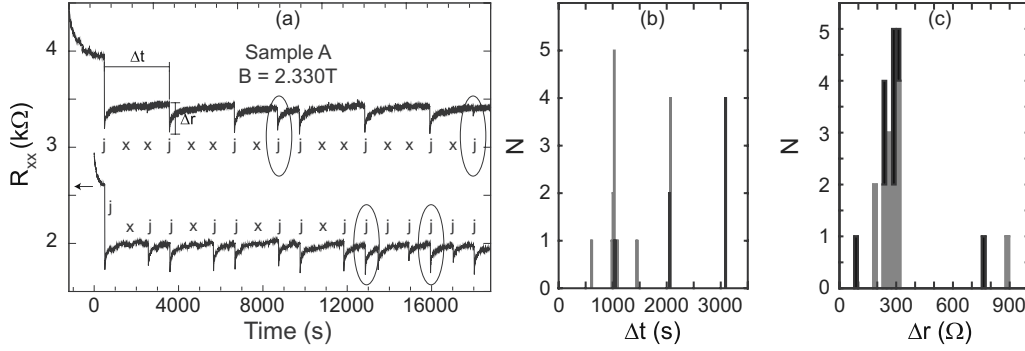 (a)
Sample A
B = 2.330T
Δt
Δr
j x x j x x j x j j x x j x x j x j
j
x j x x j j x j j x j j j j j j j
4
3
2
R_xx (kΩ)
0 4000 8000 12000 16000
Time (s)
(b)
5
4
3
2
1
0
N
0 1000 2000 3000
Δt (s)
(c)
5
4
3
2
1
0
N
0 300 600 900
Δr (Ω)